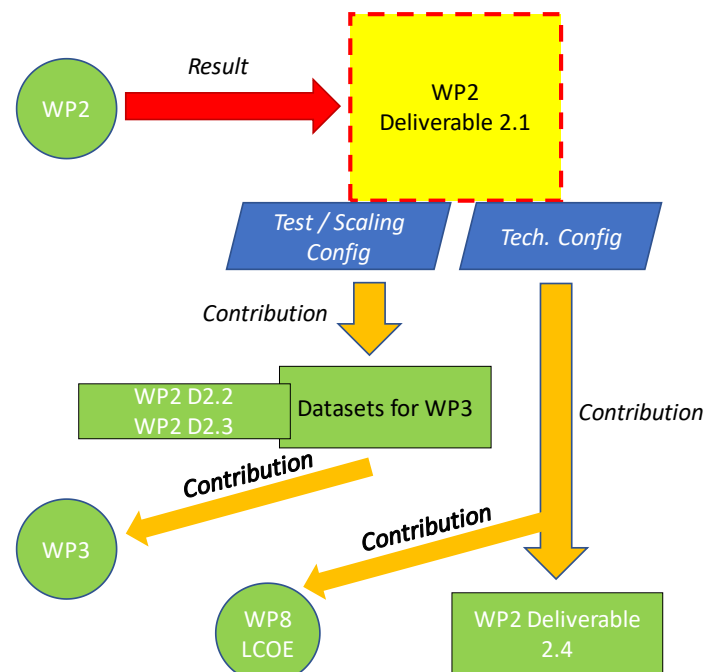 Result
WP2
WP2
Deliverable 2.1
Test / Scaling
Config
Tech. Config
Contribution
WP2 D2.2
WP2 D2.3
Datasets for WP3
Contribution
Contribution
WP3
Contribution
WP8
LCOE
WP2 Deliverable
2.4